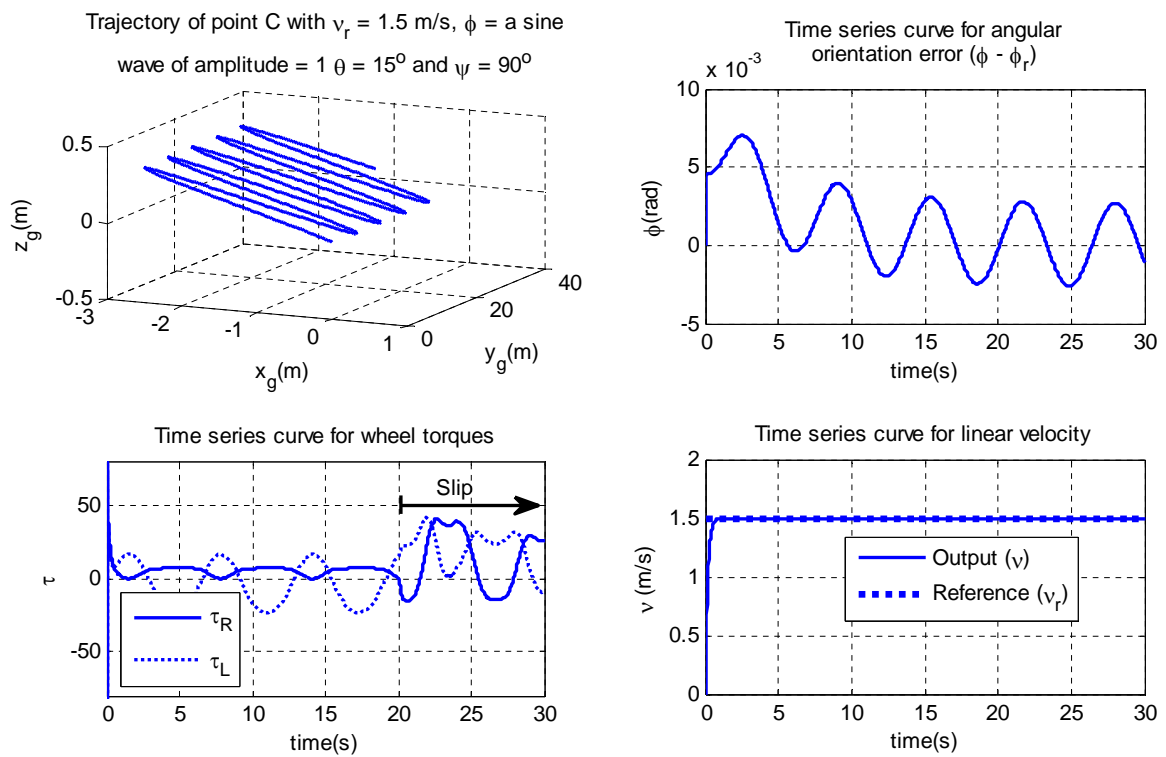 Trajectory of point C with νr = 1.5 m/s, ϕ = a sine
wave of amplitude = 1 θ = 15o and ψ = 90o
0.5
0
-0.5
zg(m)
-3
-2
-1
0
1
xg(m)
0
20
40
yg(m)
Time series curve for angular
orientation error (ϕ - ϕr)
x 10-3
10
5
0
-5
ϕ(rad)
0
5
10
15
20
25
30
time(s)
Time series curve for wheel torques
50
0
-50
τ
Slip
τR
τL
0
5
10
15
20
25
30
time(s)
Time series curve for linear velocity
2
1.5
1
0.5
0
ν (m/s)
Output (ν)
Reference (νr)
0
5
10
15
20
25
30
time(s)